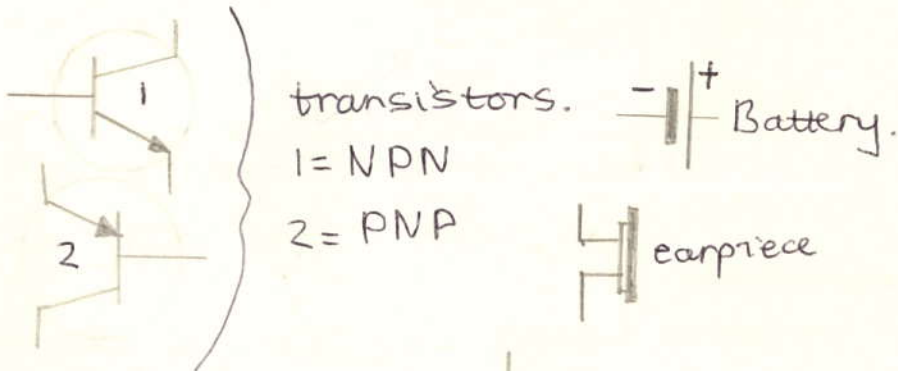 1
transistors.
1 = NPN
2 = PNP
2
- +
Battery.
earpiece